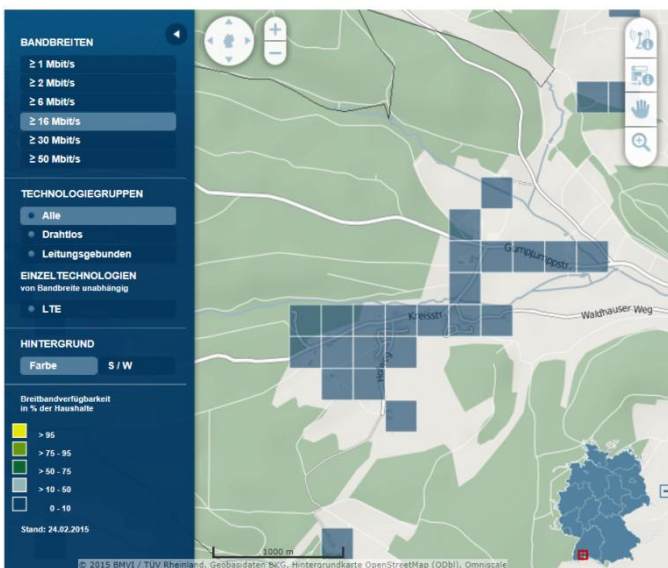 BANDBREITEN
≥ 1 Mbit/s
≥ 2 Mbit/s
≥ 6 Mbit/s
≥ 16 Mbit/s
≥ 30 Mbit/s
≥ 50 Mbit/s
TECHNOLOGIEGRUPPEN
Alle
Drahtlos
Leitungsgebunden
EINZELTECHNOLOGIEN
von Bandbreite unabhängig
LTE
HINTERGRUND
Farbe S / W
Breitbandverfügbarkeit
in % der Haushalte
> 95
> 75 - 95
> 50 - 75
> 10 - 50
0 - 10
Stand: 24.02.2015
Gumpjumppstr.
Kreisstr.
Waldhauser Weg
1000 m
© 2015 BMVI / TÜV Rheinland, Geobasidaten BKG, Hintergrundkarte OpenStreetMap (ODbl), Omniscale